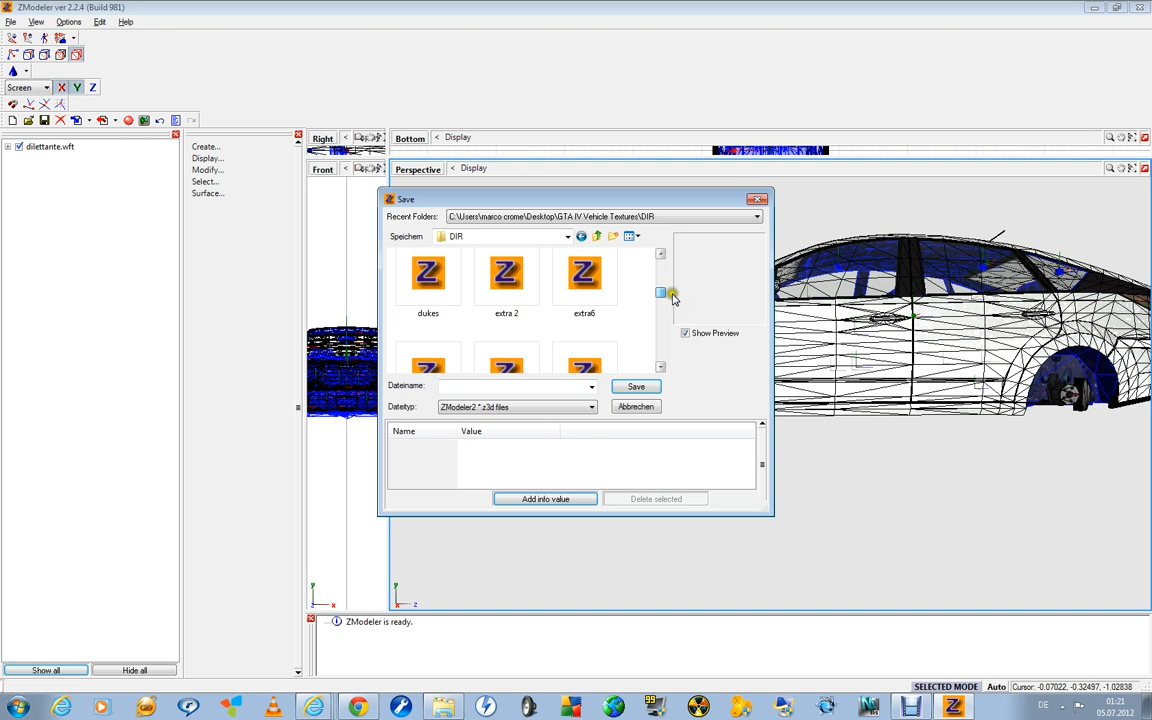 ZModeler ver 2.2.4 (Build 981)
File View Options Edit Help
Screen X Y Z
dilettante.wft
Create...
Display...
Modify...
Select...
Surface...
Right <
Bottom < Display
Front <
Perspective < Display
Save
Recent Folders: C:\Users\marco crome\Desktop\GTA IV Vehicle Textures\DIR
Speichern DIR
dukes extra 2 extra6
Show Preview
Dateiname: Save
Dateityp: ZModeler2 *.z3d files Abbrechen
Name Value
Add info value Delete selected
y x
y x z
ZModeler is ready.
Show all Hide all
SELECTED MODE Auto Cursor: -0.07022, -0.32497, -1.02838
99
DE 01:21
05.07.2012